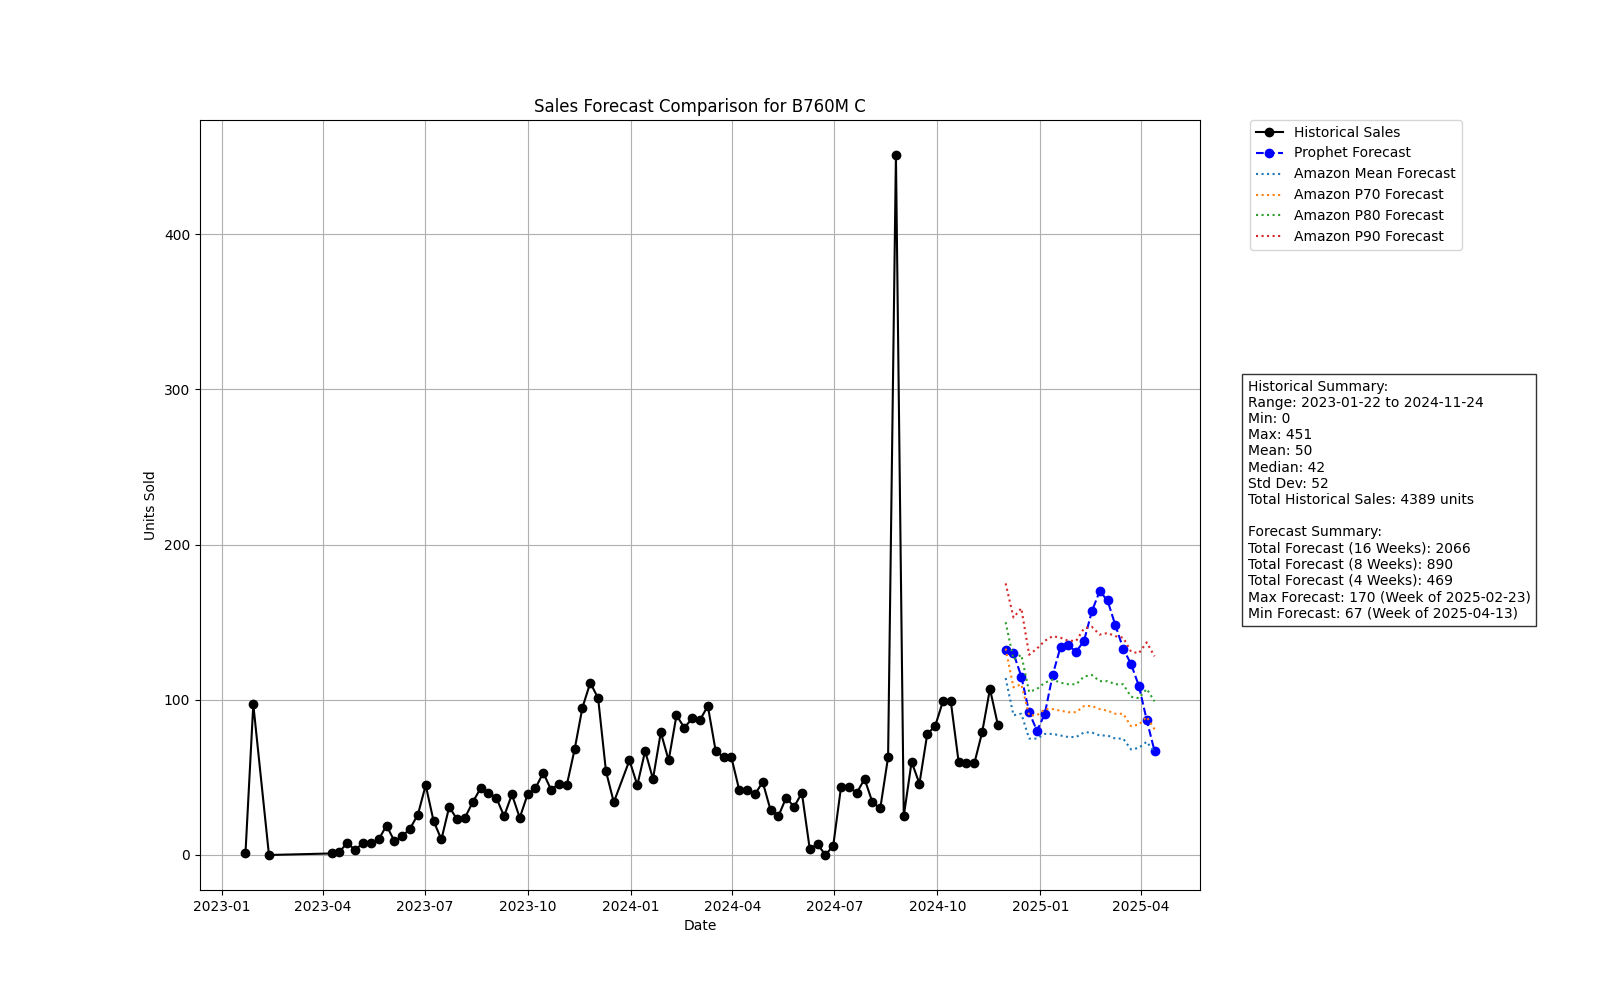 Sales Forecast Comparison for B760M C
Historical Sales
Prophet Forecast
Amazon Mean Forecast
Amazon P70 Forecast
Amazon P80 Forecast
Amazon P90 Forecast
400
300
200
100
0
Units Sold
2023-01
2023-04
2023-07
2023-10
2024-01
2024-04
2024-07
2024-10
2025-01
2025-04
Date
Historical Summary:
Range: 2023-01-22 to 2024-11-24
Min: 0
Max: 451
Mean: 50
Median: 42
Std Dev: 52
Total Historical Sales: 4389 units
Forecast Summary:
Total Forecast (16 Weeks): 2066
Total Forecast (8 Weeks): 890
Total Forecast (4 Weeks): 469
Max Forecast: 170 (Week of 2025-02-23)
Min Forecast: 67 (Week of 2025-04-13)